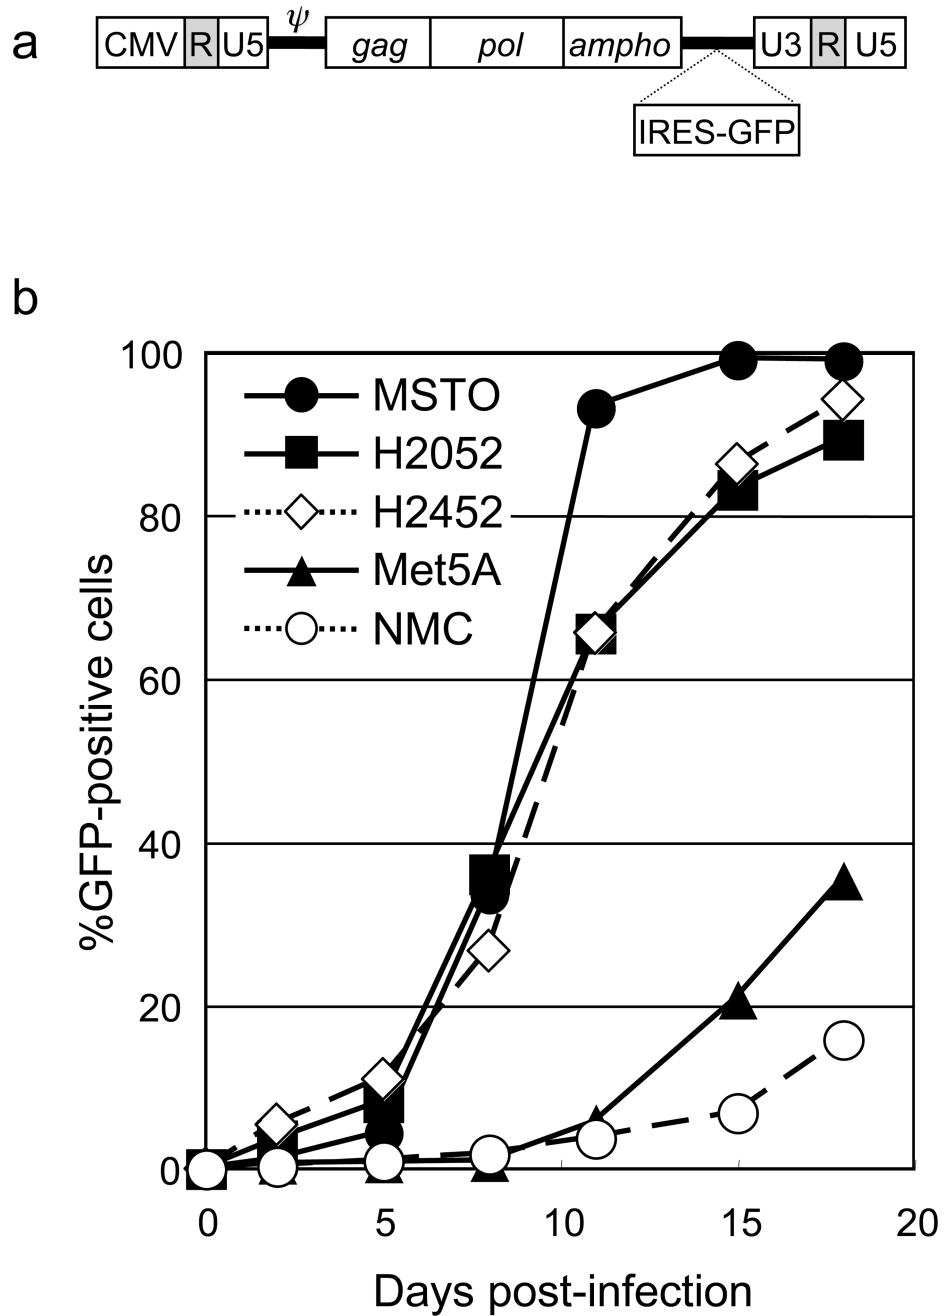 a
ψ
CMV R U5 gag pol ampho U3 R U5
IRES-GFP
b
100
80
60
40
20
0
%GFP-positive cells
MSTO
H2052
H2452
Met5A
NMC
0 5 10 15 20
Days post-infection